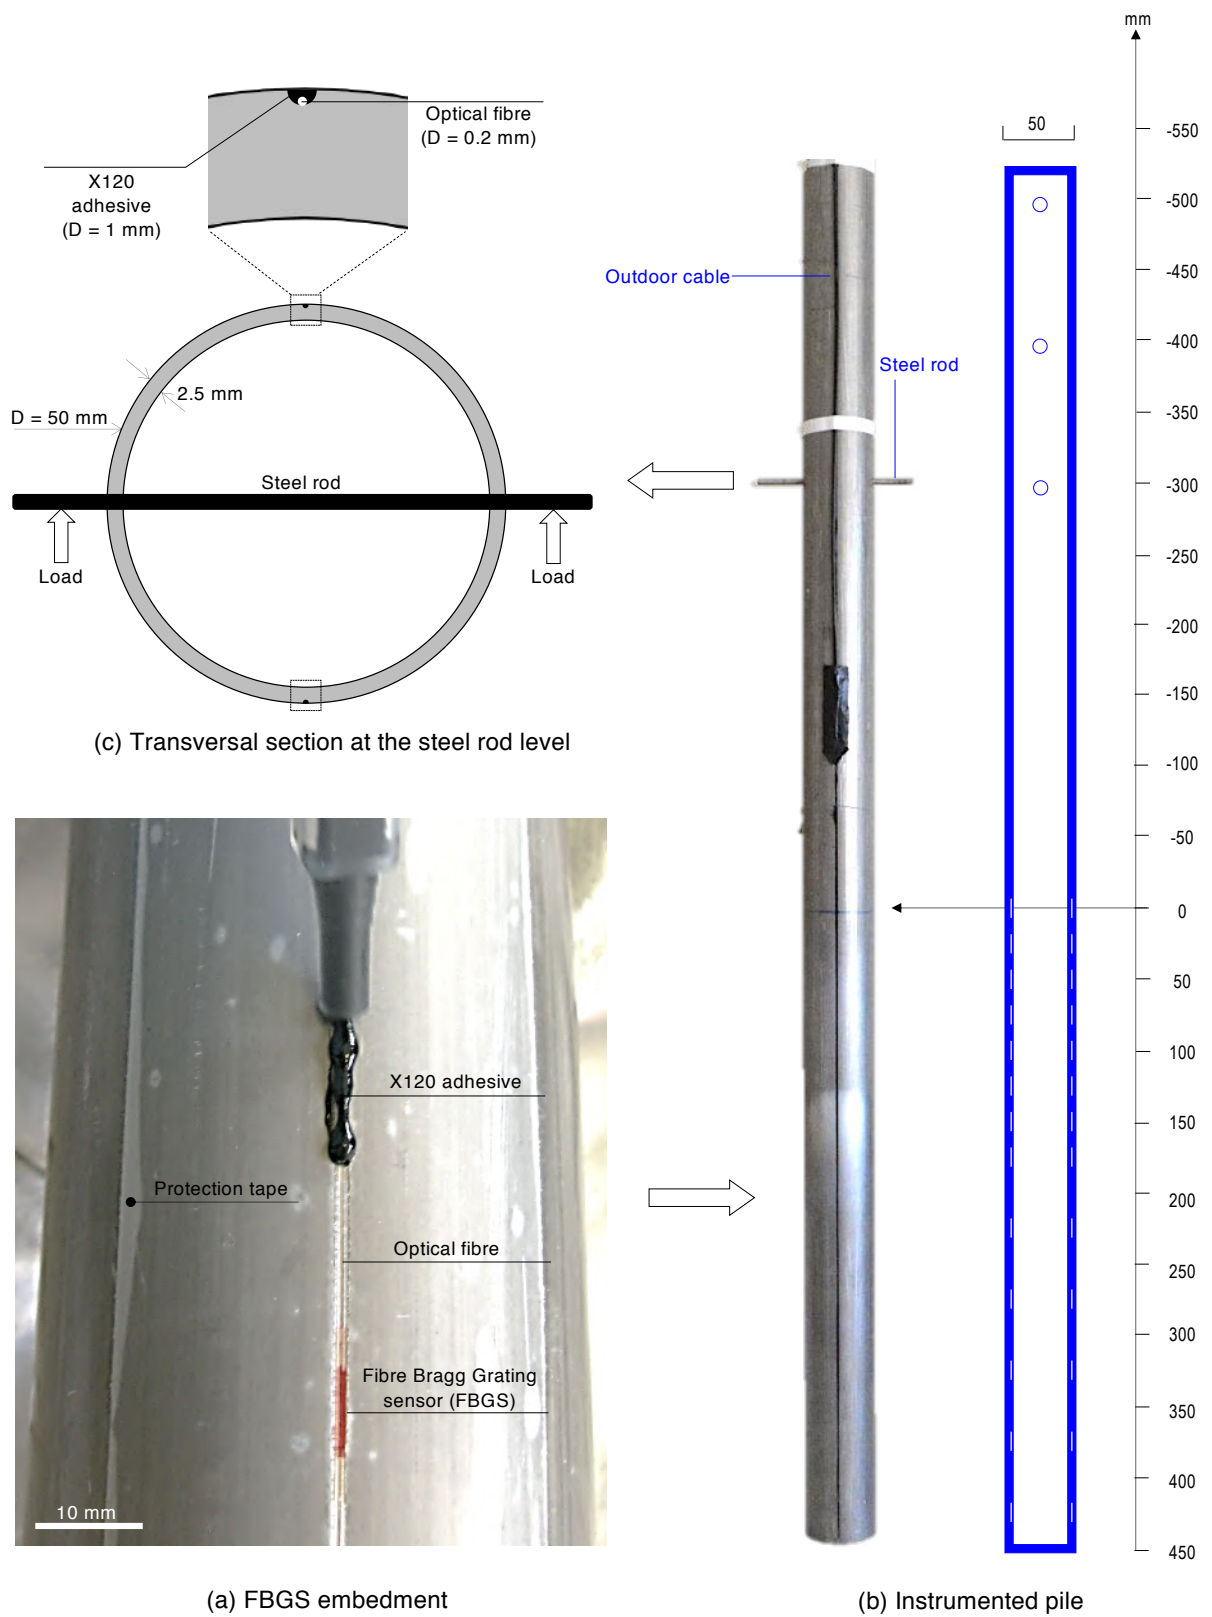 Optical fibre
(D = 0.2 mm)
X120
adhesive
(D = 1 mm)
2.5 mm
D = 50 mm
Steel rod
Load
Load
(c) Transversal section at the steel rod level
X120 adhesive
Protection tape
Optical fibre
Fibre Bragg Grating
sensor (FBGS)
10 mm
(a) FBGS embedment
Outdoor cable
Steel rod
50
mm
-550
-500
-450
-400
-350
-300
-250
-200
-150
-100
-50
0
50
100
150
200
250
300
350
400
450
(b) Instrumented pile